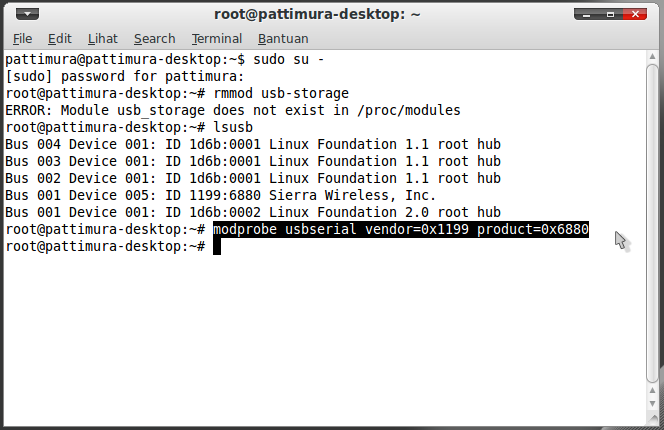 root@pattimura-desktop: ~
File Edit Lihat Search Terminal Bantuan
pattimura@pattimura-desktop:~$ sudo su -
[sudo] password for pattimura:
root@pattimura-desktop:~# rmmod usb-storage
ERROR: Module usb_storage does not exist in /proc/modules
root@pattimura-desktop:~# lsusb
Bus 004 Device 001: ID 1d6b:0001 Linux Foundation 1.1 root hub
Bus 003 Device 001: ID 1d6b:0001 Linux Foundation 1.1 root hub
Bus 002 Device 001: ID 1d6b:0001 Linux Foundation 1.1 root hub
Bus 001 Device 005: ID 1199:6880 Sierra Wireless, Inc.
Bus 001 Device 001: ID 1d6b:0002 Linux Foundation 2.0 root hub
root@pattimura-desktop:~# modprobe usbserial vendor=0x1199 product=0x6880
root@pattimura-desktop:~#